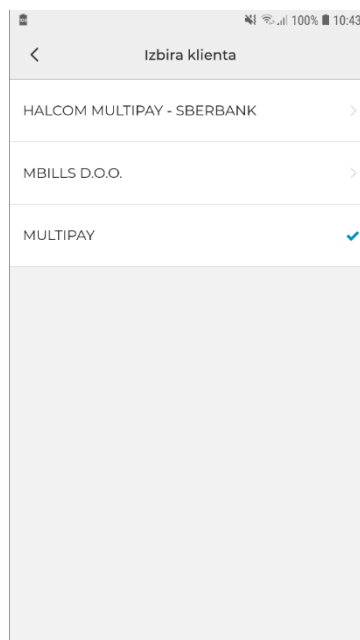 100% 10:43
Izbira klienta
HALCOM MULTIPAY - SBERBANK
MBILLS D.O.O.
MULTIPAY